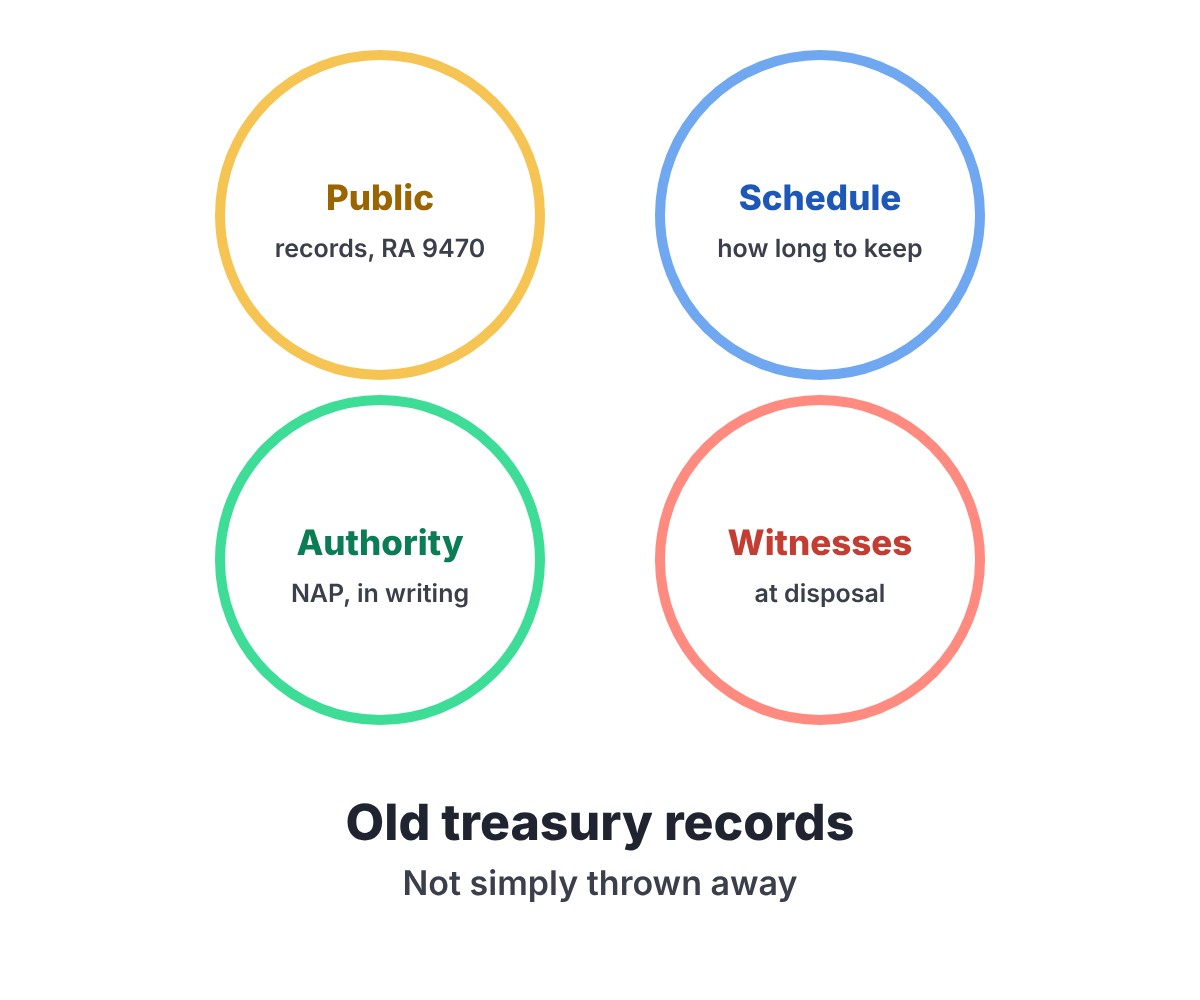 Public
records, RA 9470
Schedule
how long to keep
Authority
NAP, in writing
Witnesses
at disposal
Old treasury records
Not simply thrown away